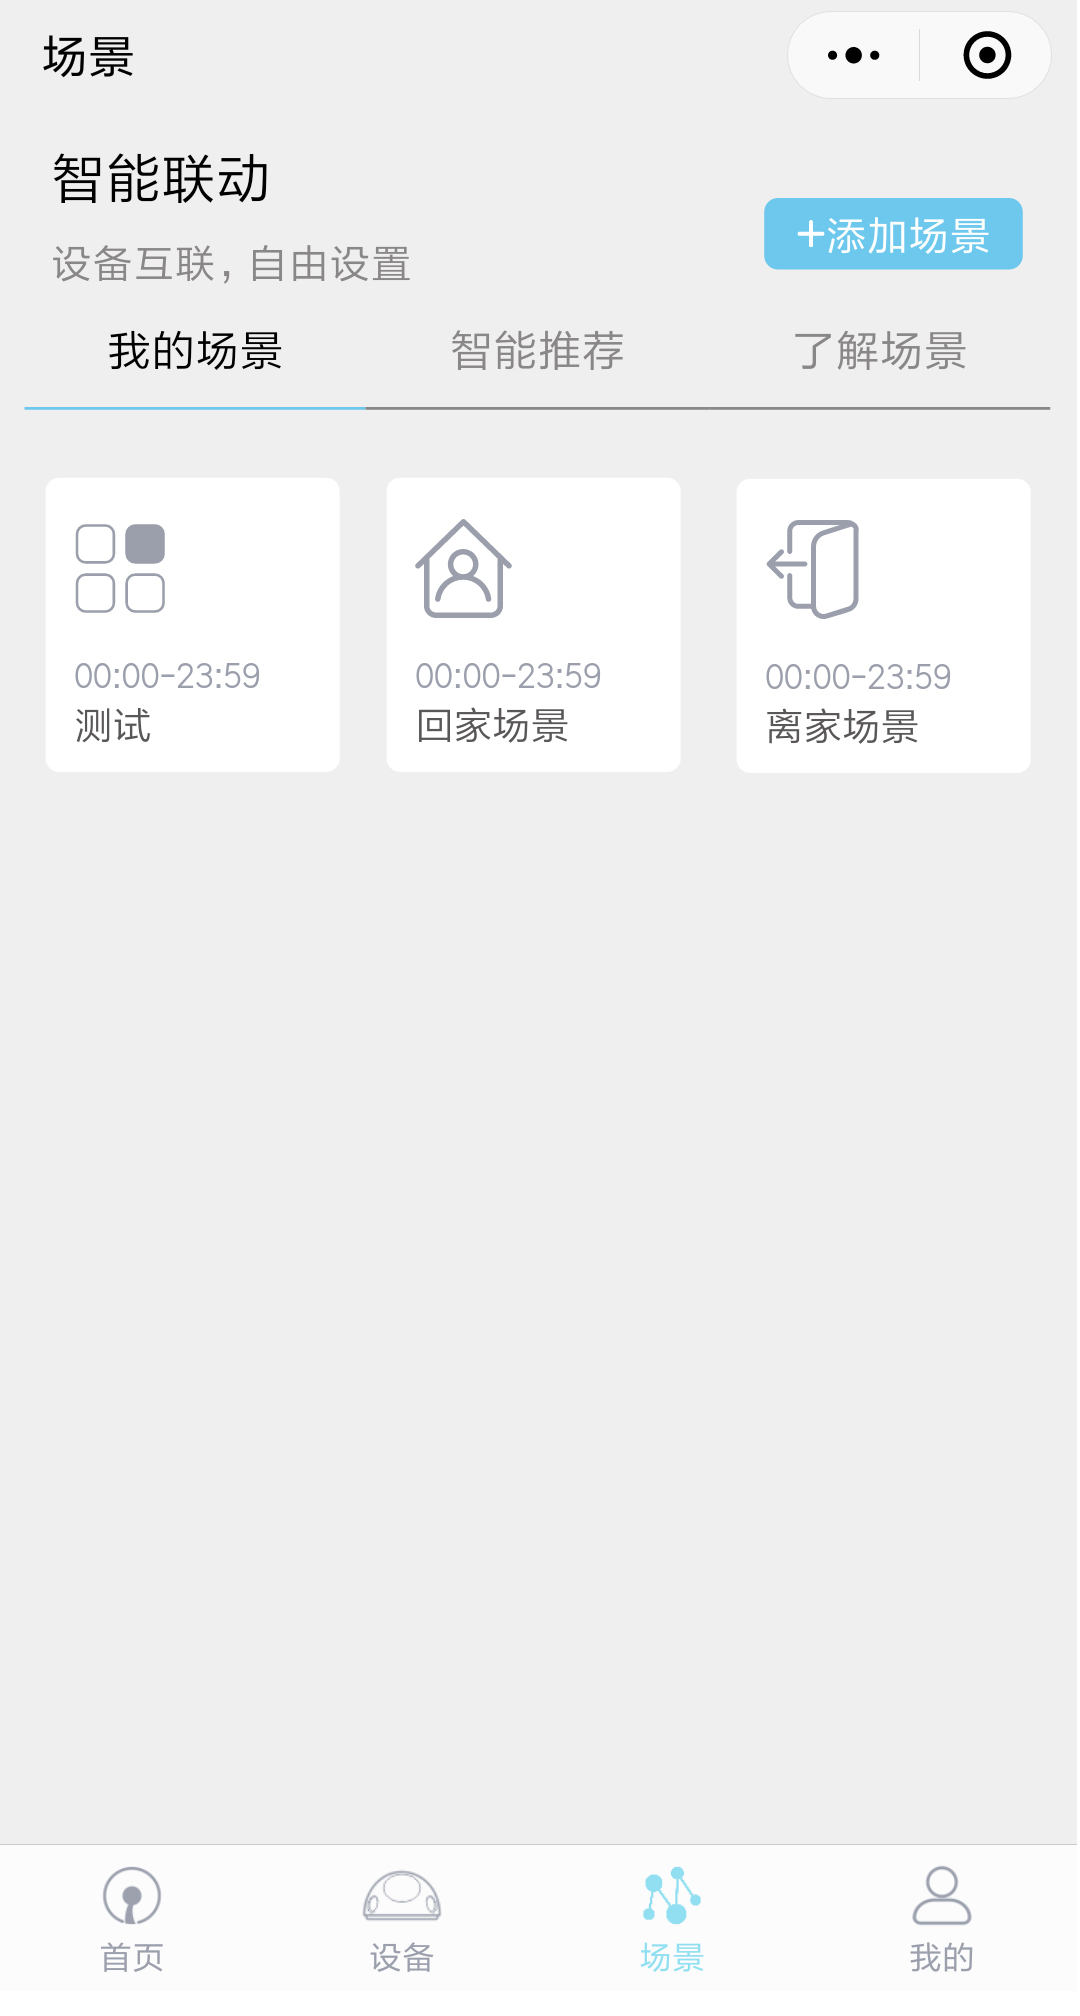 场景
智能联动
设备互联，自由设置
+添加场景
我的场景
智能推荐
了解场景
00:00-23:59
测试
00:00-23:59
回家场景
00:00-23:59
离家场景
首页
设备
场景
我的